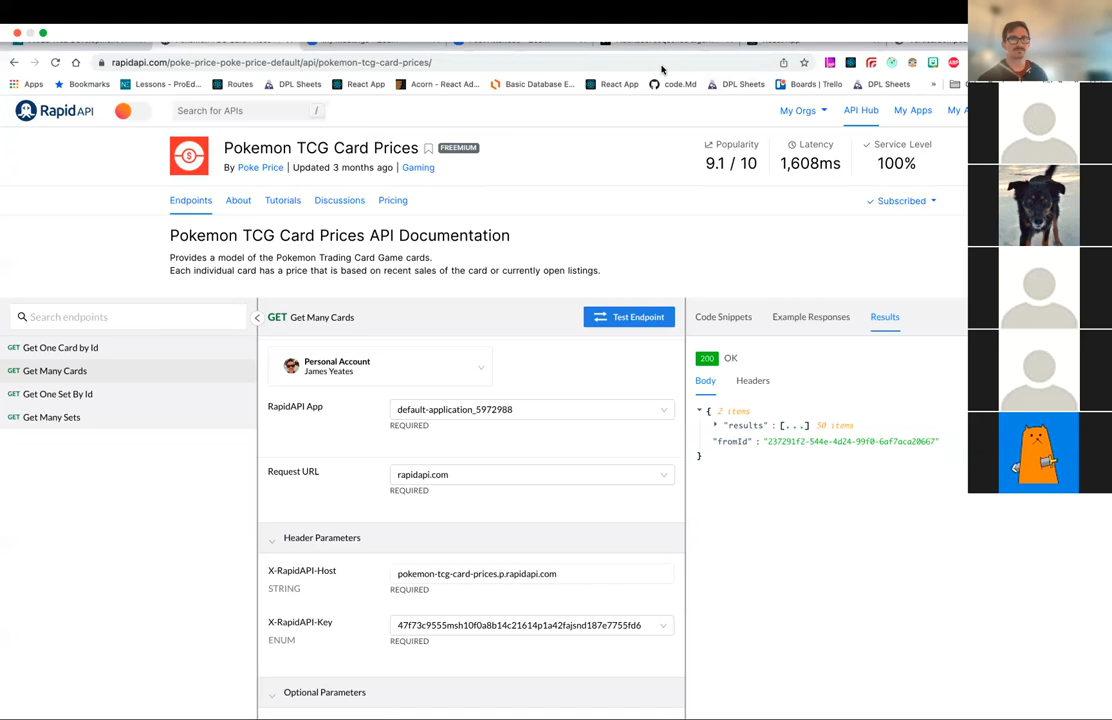 rapidapi.com/poke-price-poke-price-default/api/pokemon-tcg-card-prices/
Apps Bookmarks Lessons - ProEd... Routes DPL Sheets React App Acorn - React Ad... DPL Sheets Basic Database E... React App code.Md DPL Sheets Boards | Trello DPL Sheets »
Rapid API
Search for APIs /
My Orgs API Hub My Apps My A
Pokemon TCG Card Prices FREEMIUM
By Poke Price | Updated 3 months ago | Gaming
Popularity Latency Service Level
9.1 / 10 1,608ms 100%
Endpoints About Tutorials Discussions Pricing
Subscribed
Pokemon TCG Card Prices API Documentation
Provides a model of the Pokemon Trading Card Game cards.
Each individual card has a price that is based on recent sales of the card or currently open listings.
Search endpoints
GET Get One Card by Id
GET Get Many Cards
GET Get One Set By Id
GET Get Many Sets
GET Get Many Cards
Test Endpoint
Personal Account
James Yeates
RapidAPI App default-application_5972988
REQUIRED
Request URL rapidapi.com
REQUIRED
Header Parameters
X-RapidAPI-Host pokemon-tcg-card-prices.p.rapidapi.com
STRING REQUIRED
X-RapidAPI-Key 47f73c9555msh10f0a8b14c21614p1a42fajsnd187e7755fd6
ENUM REQUIRED
Optional Parameters
Code Snippets Example Responses Results
200 OK
Body Headers
{ 2 items
"results" : [...] 50 items
"fromId" : "237291f2-544e-4d24-99f0-6af7aca20667"
}